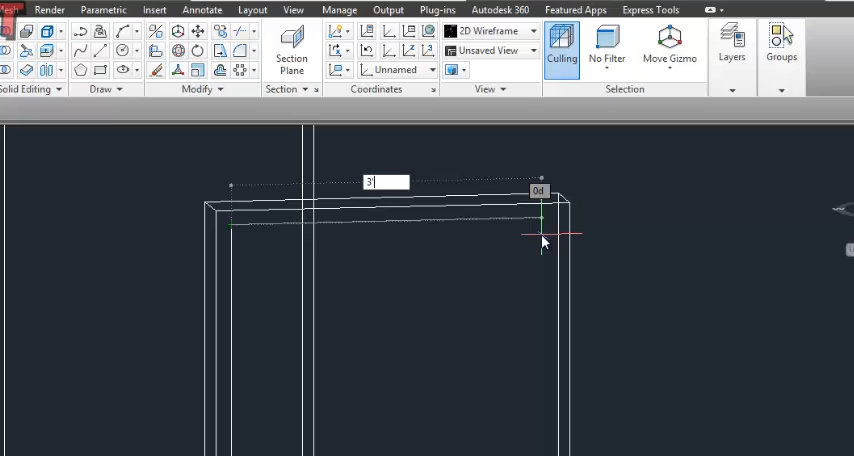 Mesh Render Parametric Insert Annotate Layout View Manage Output Plug-ins Autodesk 360 Featured Apps Express Tools
2D Wireframe
Unsaved View
Unnamed
Section
Plane
Culling No Filter Move Gizmo Layers Groups
Solid Editing Draw Modify Section Coordinates View Selection
3'
0d